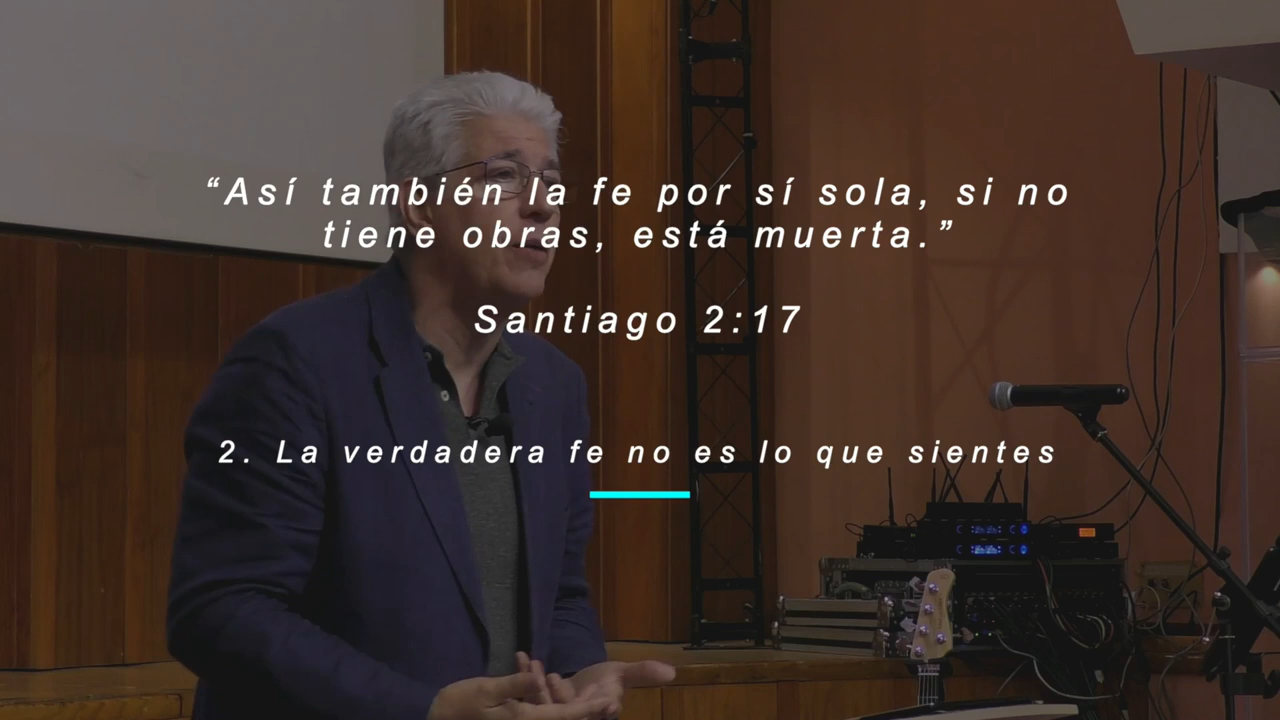 “Así también la fe por sí sola, si no
tiene obras, está muerta.”
Santiago 2:17
2. La verdadera fe no es lo que sientes